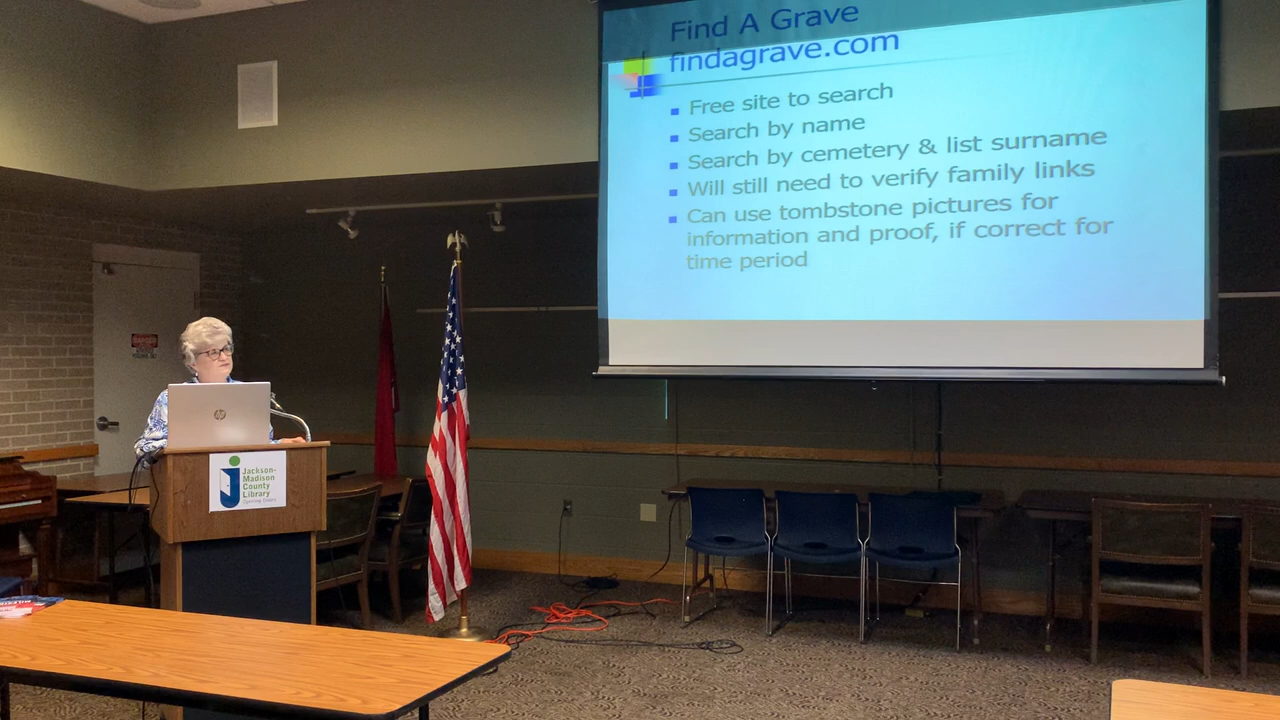 Find A Grave
findagrave.com
Free site to search
Search by name
Search by cemetery & list surname
Will still need to verify family links
Can use tombstone pictures for
information and proof, if correct for
time period
hp
Jackson-
Madison
County
Library